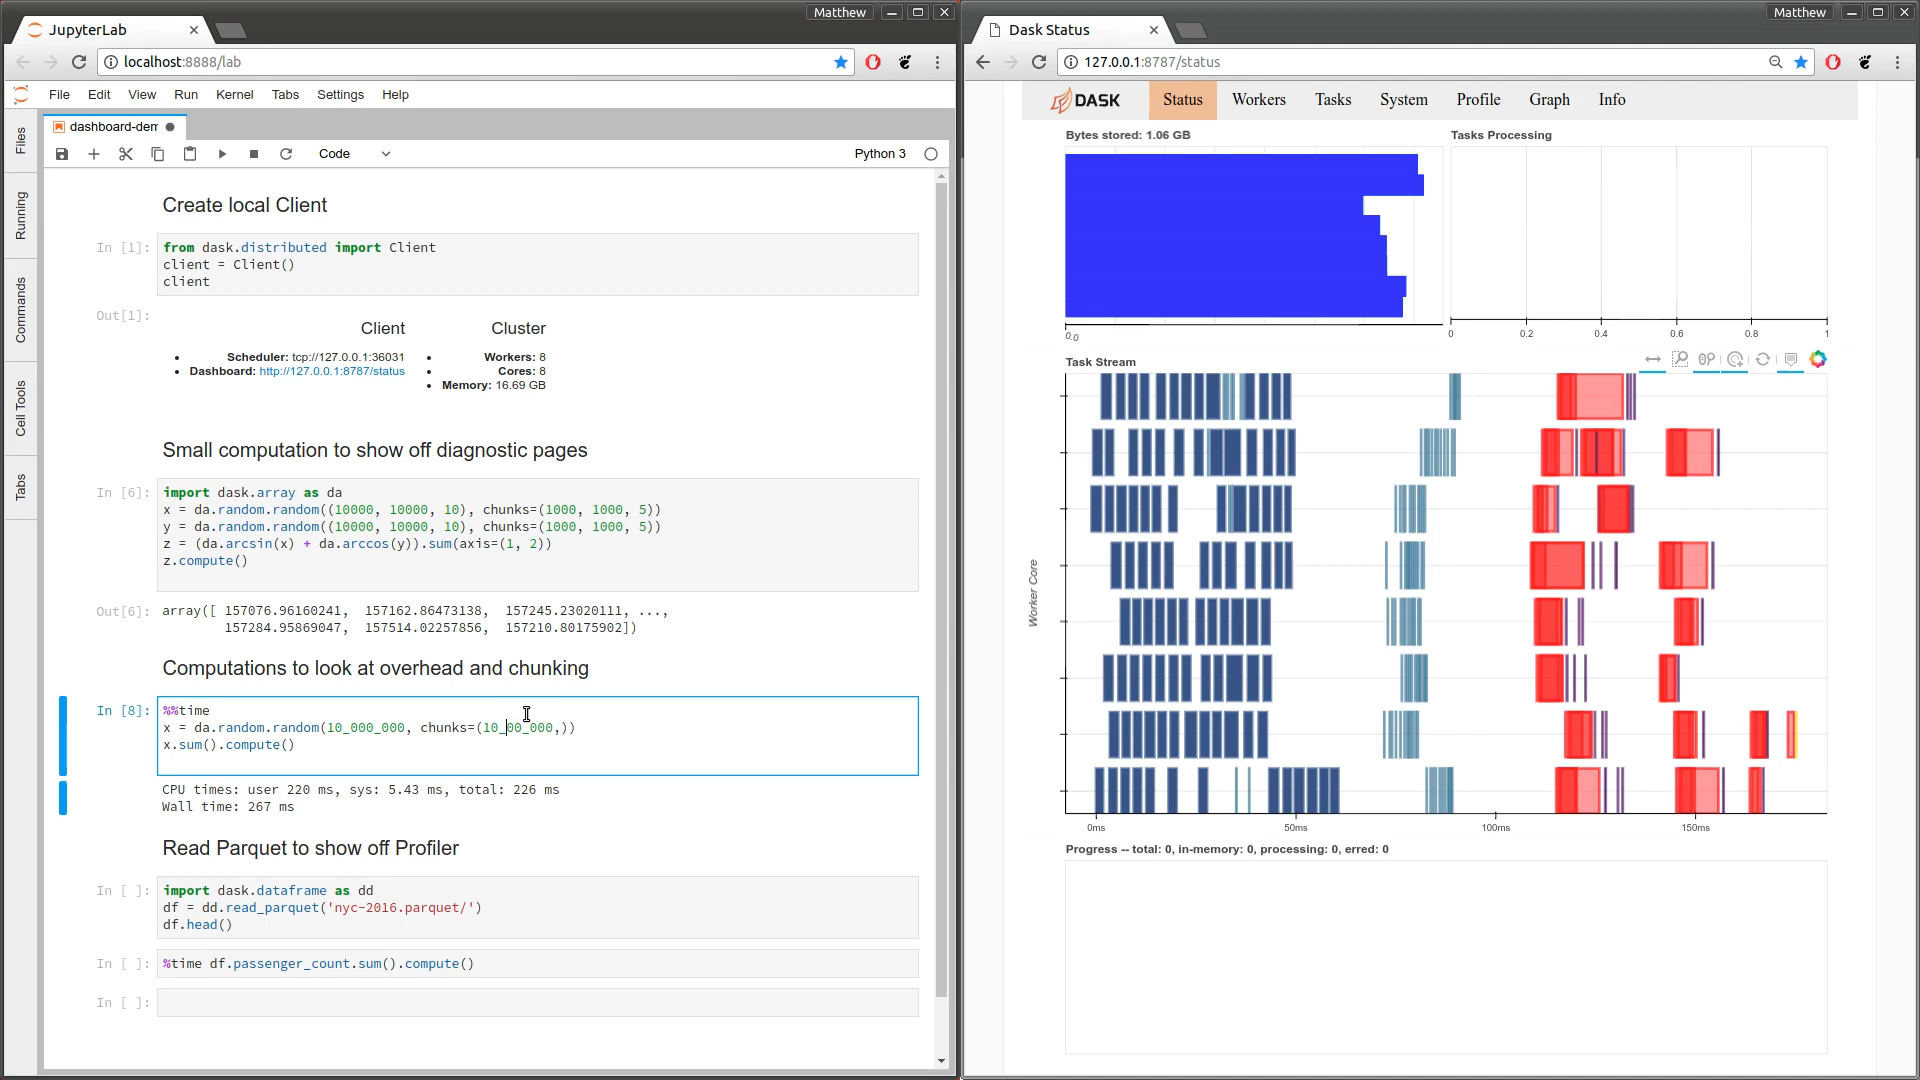 Matthew
JupyterLab
localhost:8888/lab
File Edit View Run Kernel Tabs Settings Help
Files
Running
Commands
Cell Tools
Tabs
dashboard-dem
Code
Python 3
Create local Client
In [1]:
from dask.distributed import Client
client = Client()
client
Out[1]:
Client
Scheduler: tcp://127.0.0.1:36031
Dashboard: http://127.0.0.1:8787/status
Cluster
Workers: 8
Cores: 8
Memory: 16.69 GB
Small computation to show off diagnostic pages
In [6]:
import dask.array as da
x = da.random.random((10000, 10000, 10), chunks=(1000, 1000, 5))
y = da.random.random((10000, 10000, 10), chunks=(1000, 1000, 5))
z = (da.arcsin(x) + da.arccos(y)).sum(axis=(1, 2))
z.compute()
Out[6]:
array([ 157076.96160241, 157162.86473138, 157245.23020111, ...,
157284.95869047, 157514.02257856, 157210.80175902])
Computations to look at overhead and chunking
In [8]:
%%time
x = da.random.random(10_000_000, chunks=(10_00_000,))
x.sum().compute()
CPU times: user 220 ms, sys: 5.43 ms, total: 226 ms
Wall time: 267 ms
Read Parquet to show off Profiler
In [ ]:
import dask.dataframe as dd
df = dd.read_parquet('nyc-2016.parquet/')
df.head()
In [ ]:
%time df.passenger_count.sum().compute()
In [ ]:
Matthew
Dask Status
127.0.0.1:8787/status
DASK
Status Workers Tasks System Profile Graph Info
Bytes stored: 1.06 GB
0.0
Tasks Processing
0 0.2 0.4 0.6 0.8 1
Task Stream
Worker Core
0ms 50ms 100ms 150ms
Progress -- total: 0, in-memory: 0, processing: 0, erred: 0